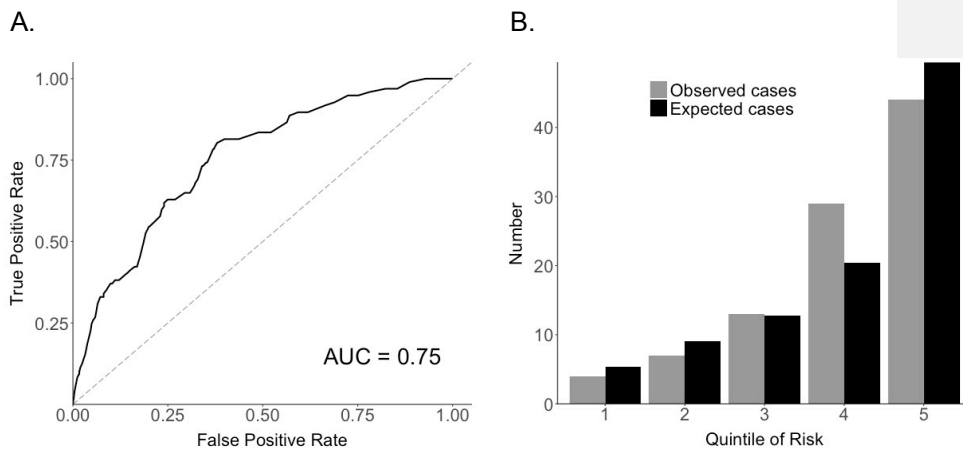 A.
1.00
0.75
0.50
0.25
True Positive Rate
AUC = 0.75
0.00
0.25
0.50
0.75
1.00
False Positive Rate
B.
Observed cases
Expected cases
40
30
20
10
0
Number
1
2
3
4
5
Quintile of Risk